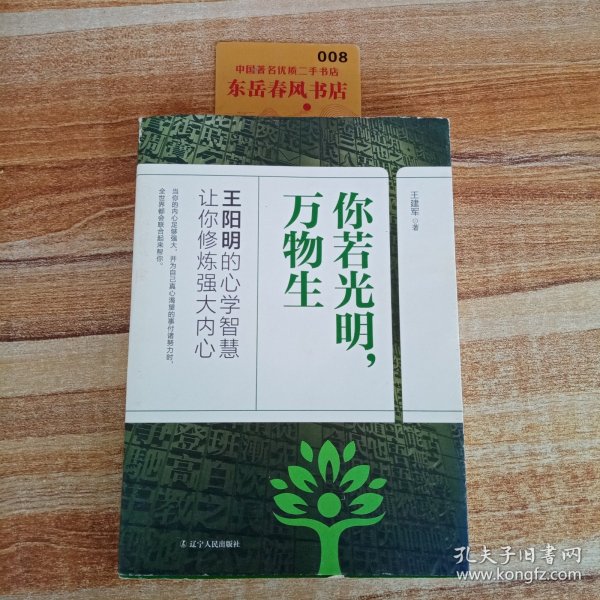 008
中国著名优质二手书店
东岳春风书店
王建军◎著
你若光明，
万物生
王阳明的心学智慧
让你修炼强大内心
当你的内心足够强大，并为自己真心渴望的事付诸努力时，
全世界都会联合起来帮你。
辽宁人民出版社
孔夫子旧书网
www.kongfz.com